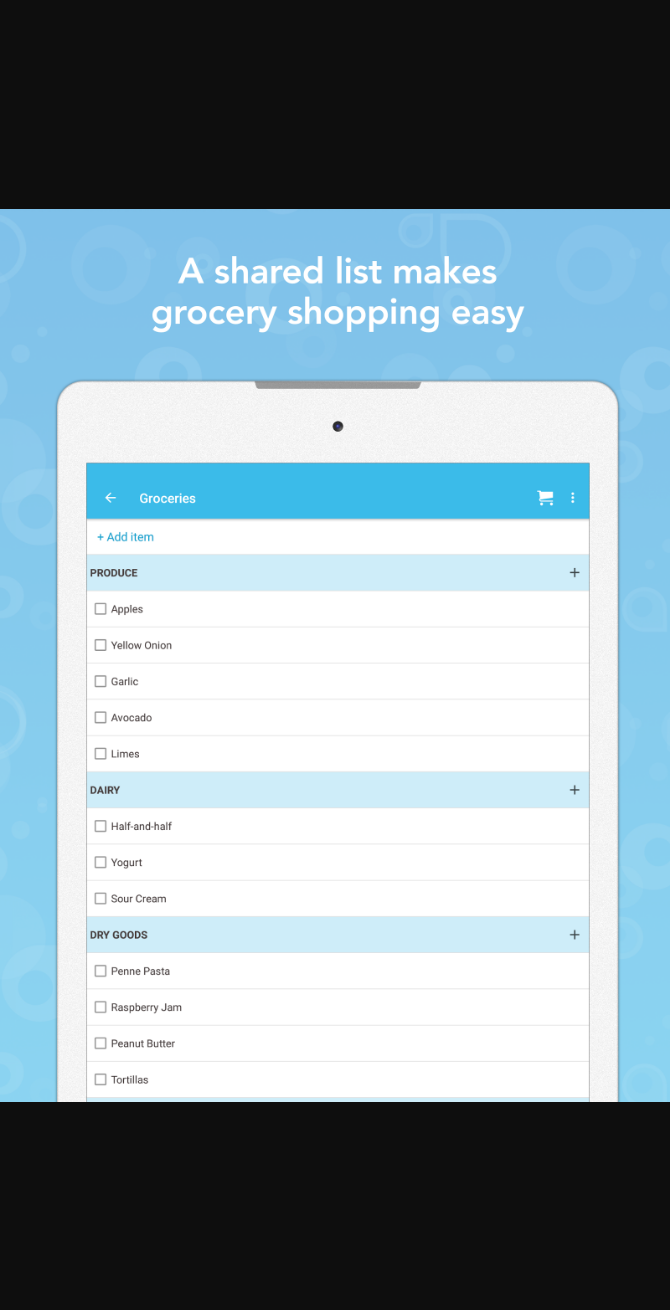 A shared list makes
grocery shopping easy
Groceries
+ Add item
PRODUCE
Apples
Yellow Onion
Garlic
Avocado
Limes
DAIRY
Half-and-half
Yogurt
Sour Cream
DRY GOODS
Penne Pasta
Raspberry Jam
Peanut Butter
Tortillas